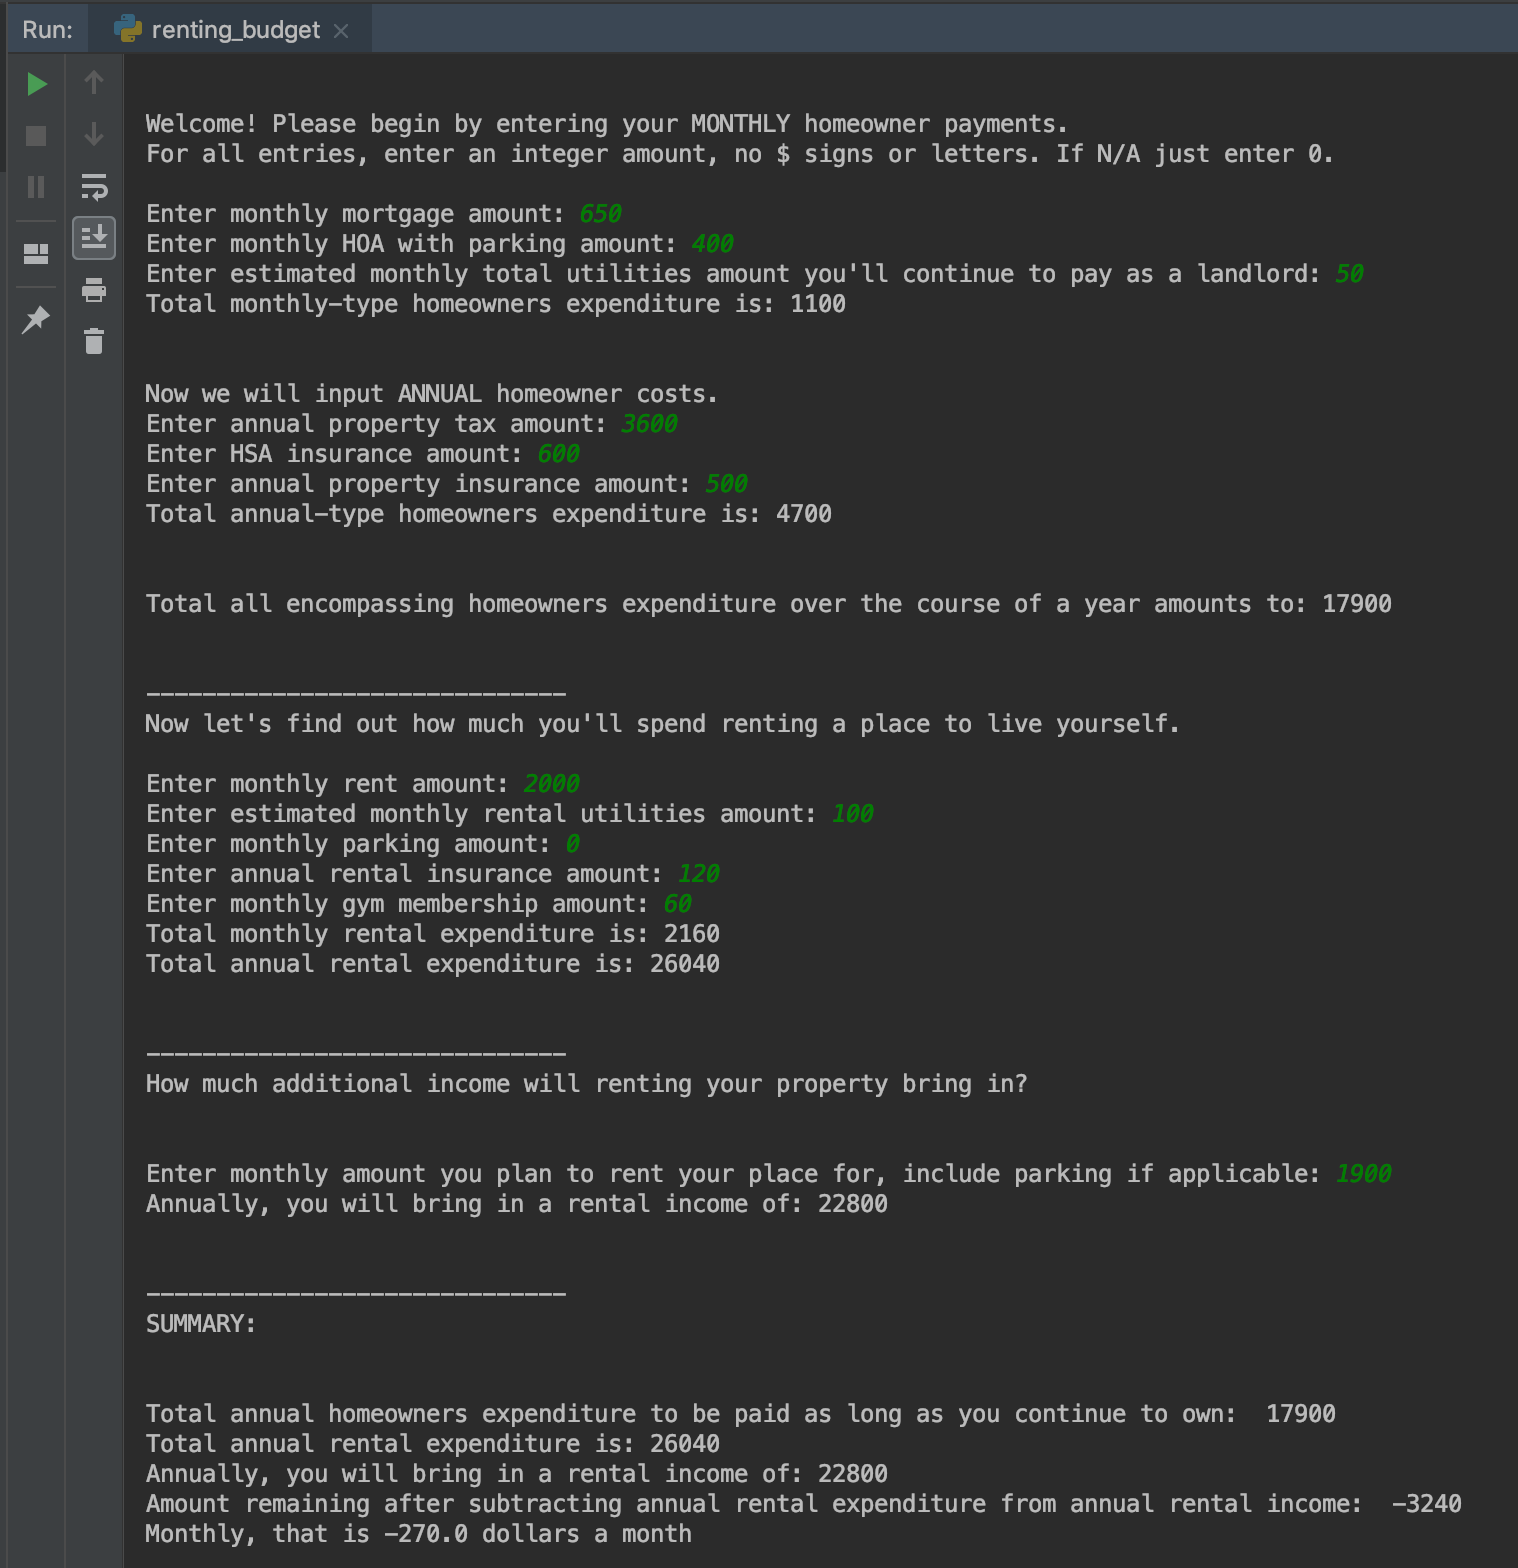 Run: renting_budget
Welcome! Please begin by entering your MONTHLY homeowner payments.
For all entries, enter an integer amount, no $ signs or letters. If N/A just enter 0.
Enter monthly mortgage amount: 650
Enter monthly HOA with parking amount: 400
Enter estimated monthly total utilities amount you'll continue to pay as a landlord: 50
Total monthly-type homeowners expenditure is: 1100
Now we will input ANNUAL homeowner costs.
Enter annual property tax amount: 3600
Enter HSA insurance amount: 600
Enter annual property insurance amount: 500
Total annual-type homeowners expenditure is: 4700
Total all encompassing homeowners expenditure over the course of a year amounts to: 17900
______________________________
Now let's find out how much you'll spend renting a place to live yourself.
Enter monthly rent amount: 2000
Enter estimated monthly rental utilities amount: 100
Enter monthly parking amount: 0
Enter annual rental insurance amount: 120
Enter monthly gym membership amount: 60
Total monthly rental expenditure is: 2160
Total annual rental expenditure is: 26040
______________________________
How much additional income will renting your property bring in?
Enter monthly amount you plan to rent your place for, include parking if applicable: 1900
Annually, you will bring in a rental income of: 22800
______________________________
SUMMARY:
Total annual homeowners expenditure to be paid as long as you continue to own:  17900
Total annual rental expenditure is: 26040
Annually, you will bring in a rental income of: 22800
Amount remaining after subtracting annual rental expenditure from annual rental income:  -3240
Monthly, that is -270.0 dollars a month